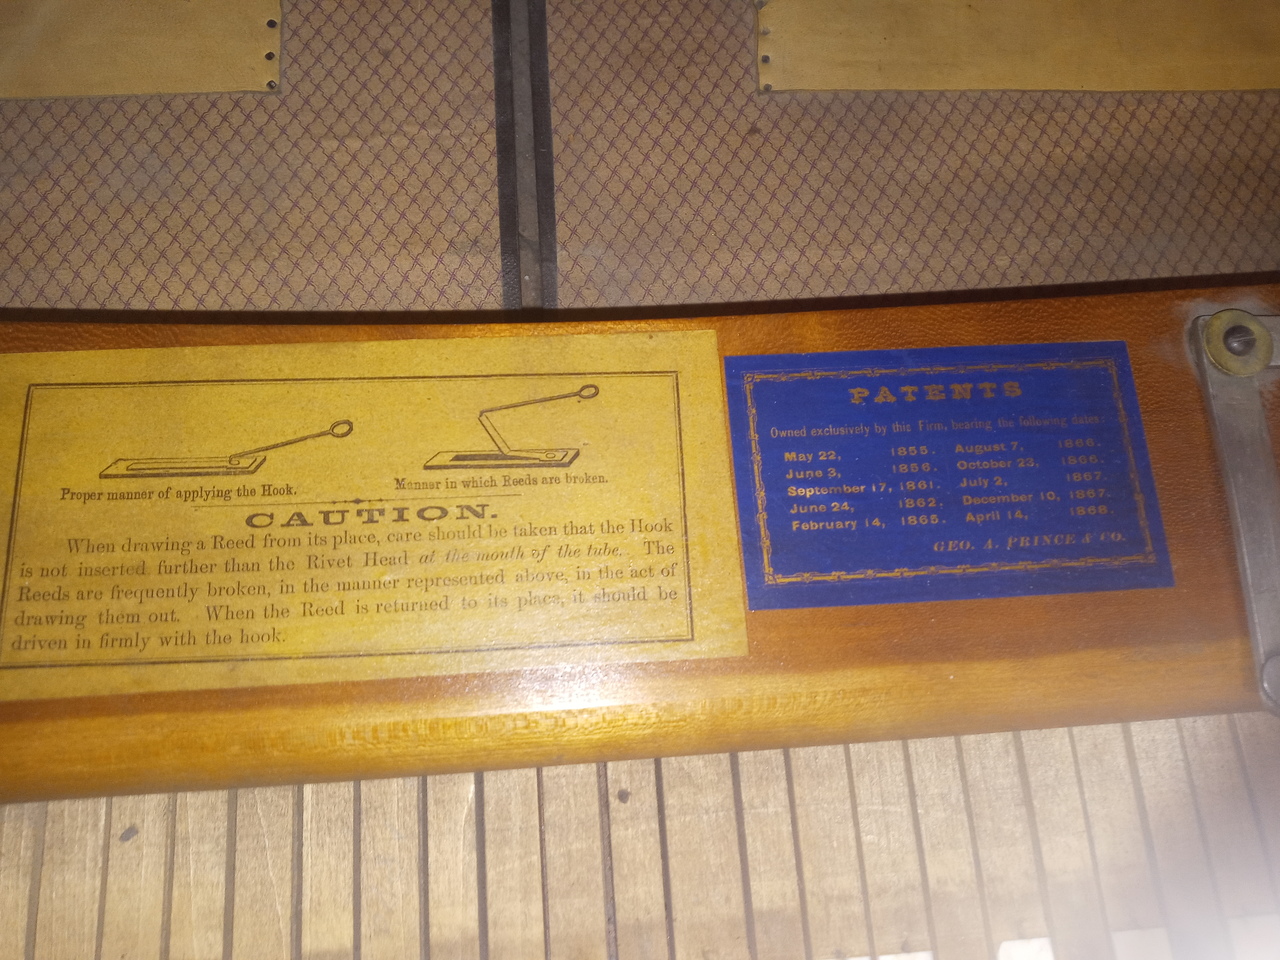 Proper manner of applying the Hook.
Manner in which Reeds are broken.
CAUTION.
When drawing a Reed from its place, care should be taken that the Hook
is not inserted further than the Rivet Head at the mouth of the tube. The
Reeds are frequently broken, in the manner represented above, in the act of
drawing them out. When the Reed is returned to its place, it should be
driven in firmly with the hook.
PATENTS
Owned exclusively by this Firm, bearing the following dates:
May 22, 1855. August 7, 1866.
June 3, 1856. October 23, 1866.
September 17, 1861. July 2, 1867.
June 24, 1862. December 10, 1867.
February 14, 1865. April 14, 1868.
GEO. A. PRINCE & CO.